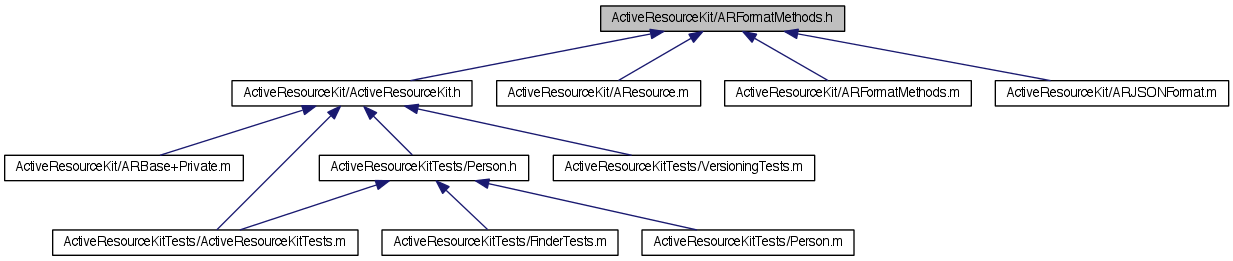 ActiveResourceKit/ARFormatMethods.h
ActiveResourceKit/ActiveResourceKit.h
ActiveResourceKit/AResource.m
ActiveResourceKit/ARFormatMethods.m
ActiveResourceKit/ARJSONFormat.m
ActiveResourceKit/ARBase+Private.m
ActiveResourceKitTests/Person.h
ActiveResourceKitTests/VersioningTests.m
ActiveResourceKitTests/ActiveResourceKitTests.m
ActiveResourceKitTests/FinderTests.m
ActiveResourceKitTests/Person.m